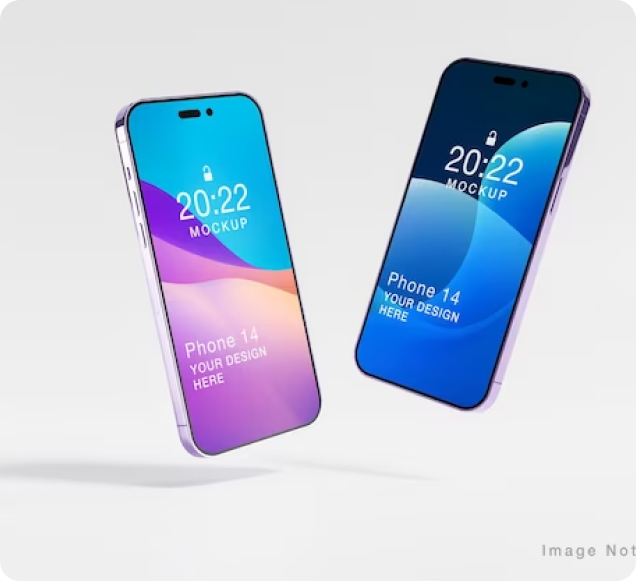 20:22
MOCKUP
Phone 14
YOUR DESIGN
HERE
20:22
MOCKUP
Phone 14
YOUR DESIGN
HERE
Image Not